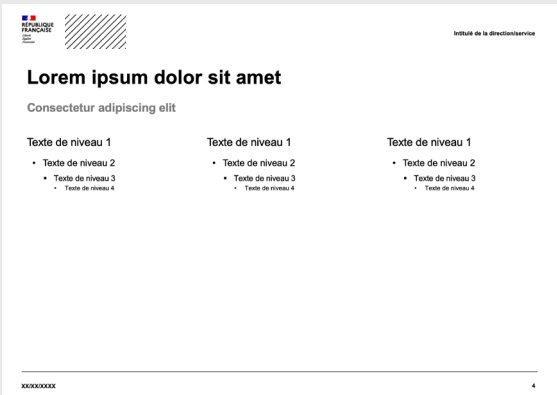 RÉPUBLIQUE
FRANÇAISE
Liberté
Égalité
Fraternité
Intitulé de la direction/service
Lorem ipsum dolor sit amet
Consectetur adipiscing elit
Texte de niveau 1
• Texte de niveau 2
▪ Texte de niveau 3
• Texte de niveau 4
Texte de niveau 1
• Texte de niveau 2
▪ Texte de niveau 3
• Texte de niveau 4
Texte de niveau 1
• Texte de niveau 2
▪ Texte de niveau 3
• Texte de niveau 4
XX/XX/XXXX
4